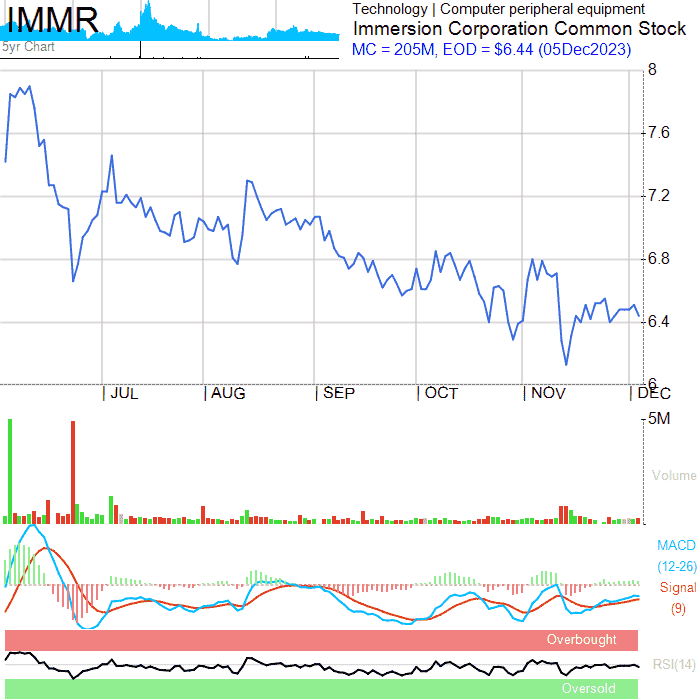 IMMR
5yr Chart
Technology | Computer peripheral equipment
Immersion Corporation Common Stock
MC = 205M, EOD = $6.44 (05Dec2023)
8
7.6
7.2
6.8
6.4
6
| JUL | AUG | SEP | OCT | NOV | DEC
5M
Volume
MACD
(12-26)
Signal
(9)
Overbought
RSI(14)
Oversold